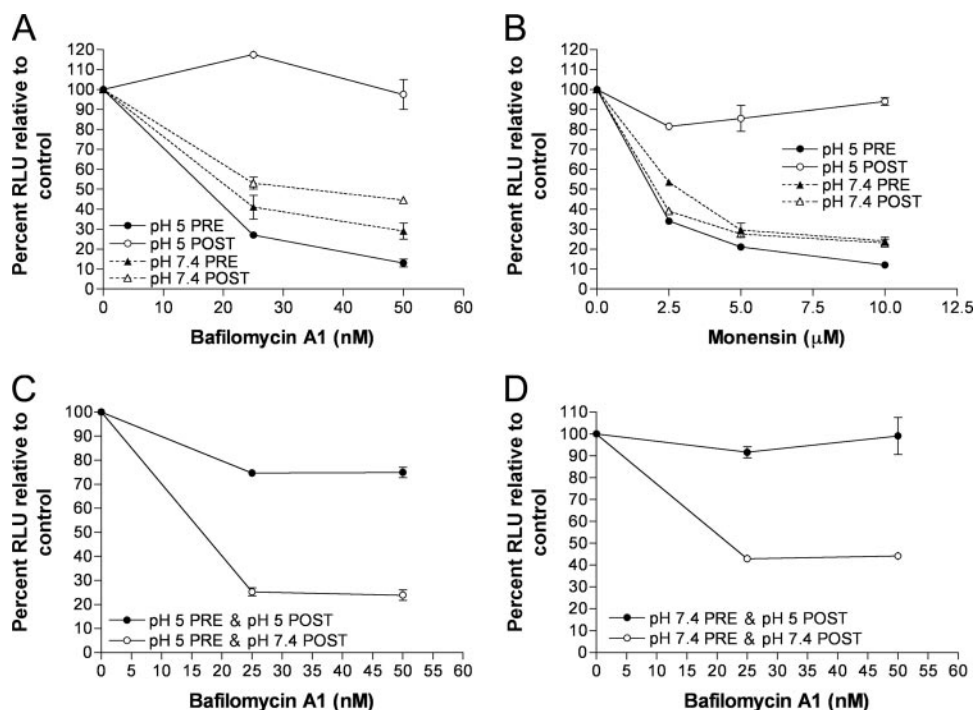 A
Percent RLU relative to
control
120
110
100
90
80
70
60
50
40
30
20
10
0
pH 5 PRE
pH 5 POST
pH 7.4 PRE
pH 7.4 POST
0 10 20 30 40 50 60
Bafilomycin A1 (nM)
B
Percent RLU relative to
control
120
110
100
90
80
70
60
50
40
30
20
10
0
pH 5 PRE
pH 5 POST
pH 7.4 PRE
pH 7.4 POST
0.0 2.5 5.0 7.5 10.0 12.5
Monensin (μM)
C
Percent RLU relative to
control
100
90
80
70
60
50
40
30
20
10
0
pH 5 PRE & pH 5 POST
pH 5 PRE & pH 7.4 POST
0 5 10 15 20 25 30 35 40 45 50 55 60
Bafilomycin A1 (nM)
D
Percent RLU relative to
control
110
100
90
80
70
60
50
40
30
20
10
0
pH 7.4 PRE & pH 5 POST
pH 7.4 PRE & pH 7.4 POST
0 5 10 15 20 25 30 35 40 45 50 55 60
Bafilomycin A1 (nM)